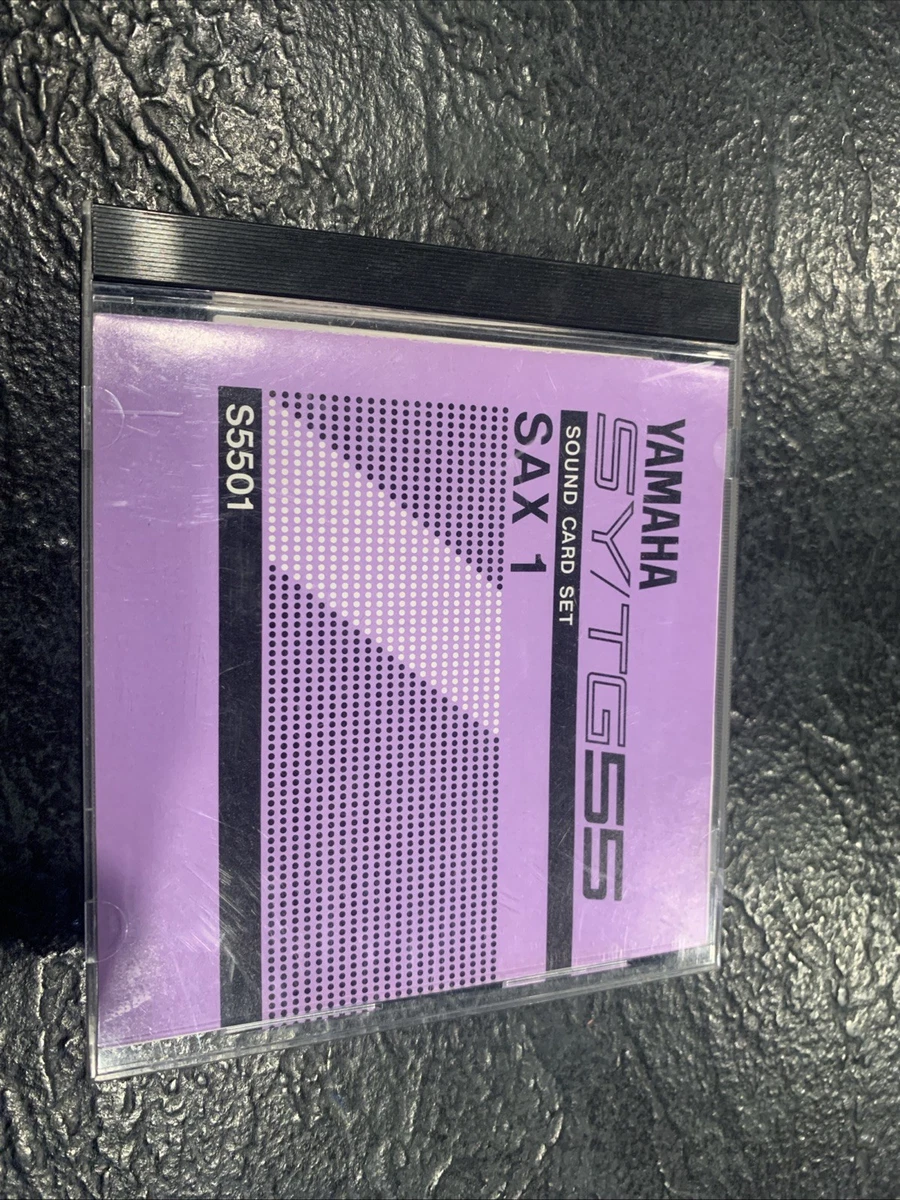 YAMAHA
SY/TG55
SOUND CARD SET
SAX 1
S5501